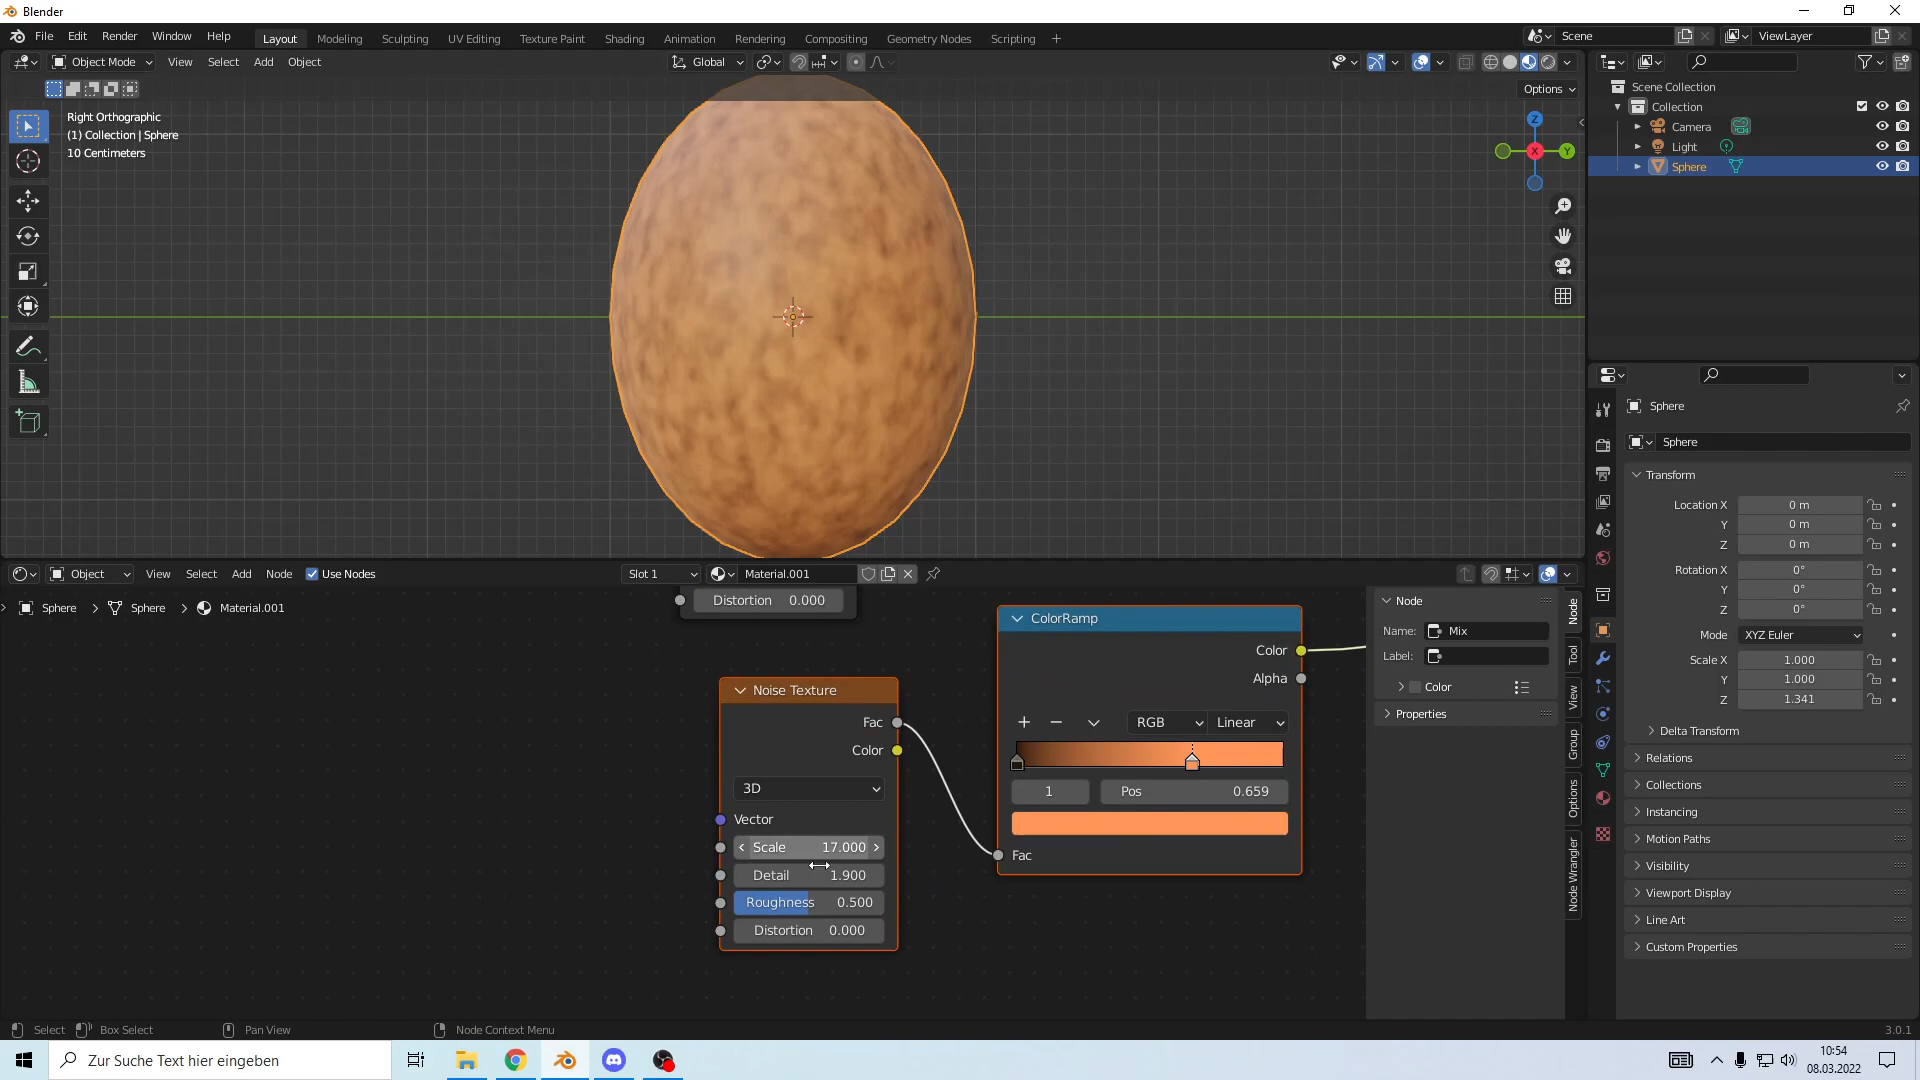 Blender
File Edit Render Window Help Layout Modeling Sculpting UV Editing Texture Paint Shading Animation Rendering Compositing Geometry Nodes Scripting + Scene ViewLayer
Object Mode View Select Add Object Global
Options
Right Orthographic
(1) Collection | Sphere
10 Centimeters
Z
X
Y
Scene Collection
Collection
Camera
Light
Sphere
Sphere
Sphere
Transform
Location X 0 m
Y 0 m
Z 0 m
Rotation X 0°
Y 0°
Z 0°
Mode XYZ Euler
Scale X 1.000
Y 1.000
Z 1.341
Delta Transform
Relations
Collections
Instancing
Motion Paths
Visibility
Viewport Display
Line Art
Custom Properties
Object View Select Add Node Use Nodes Slot 1 Material.001
Sphere > Sphere > Material.001
Distortion 0.000
Noise Texture
Fac
Color
3D
Vector
Scale 17.000
Detail 1.900
Roughness 0.500
Distortion 0.000
ColorRamp
Color
Alpha
RGB Linear
1 Pos 0.659
Fac
Node
Name: Mix
Label:
Color
Properties
Node
Tool
View
Group
Options
Node Wrangler
Select Box Select Pan View Node Context Menu 3.0.1
Zur Suche Text hier eingeben
10:54
08.03.2022